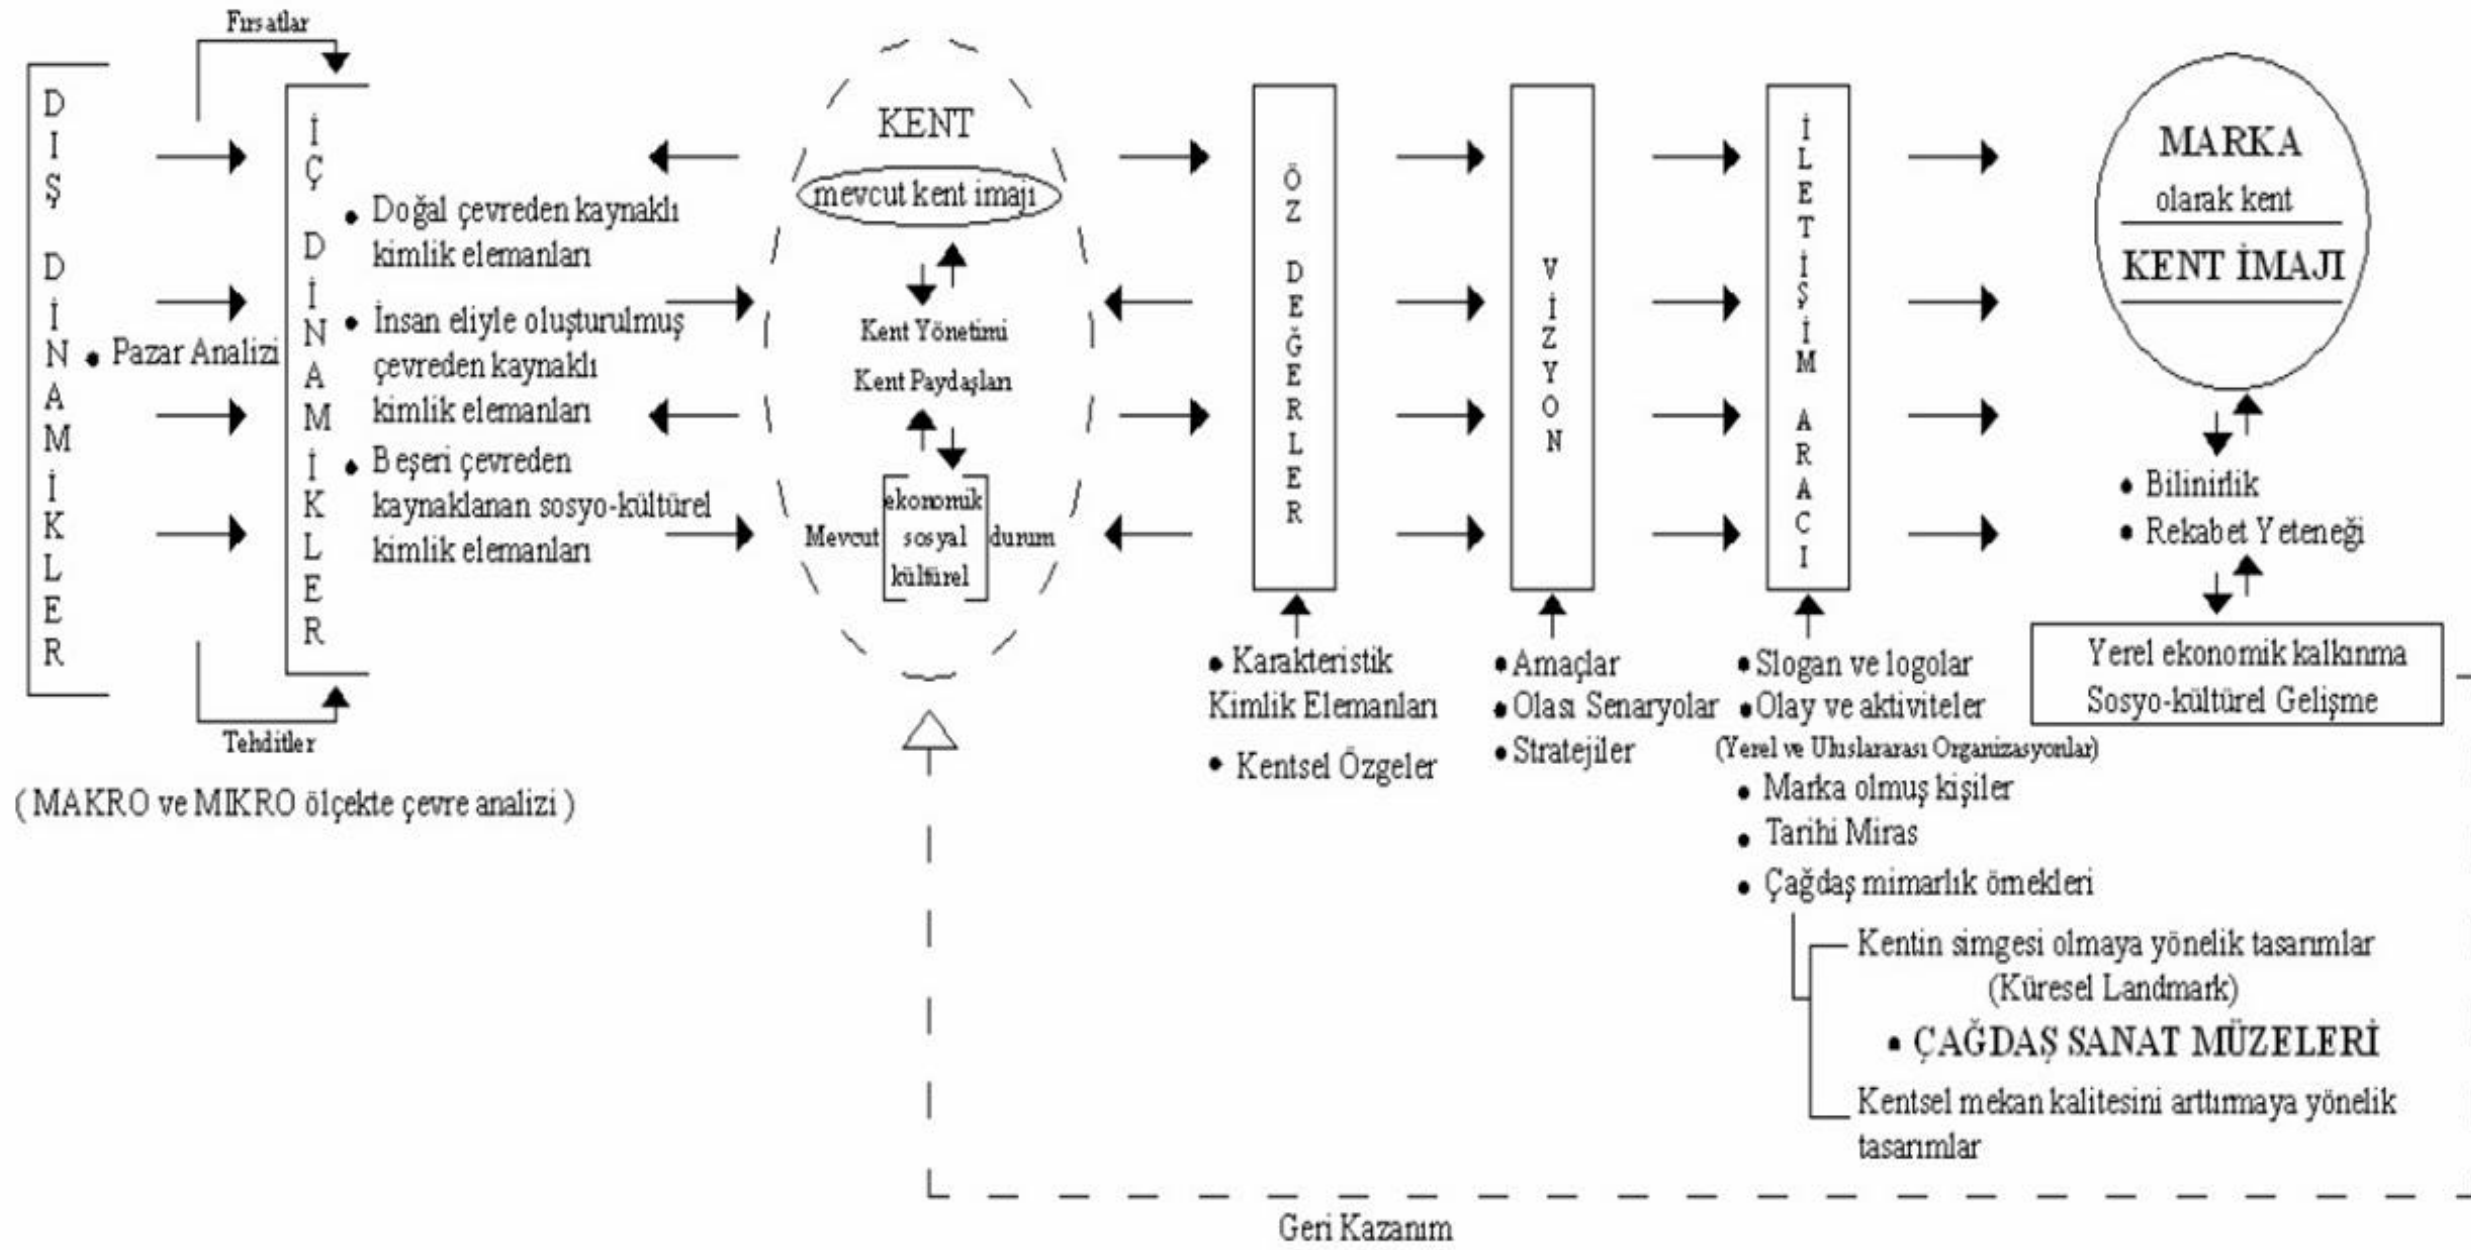 Fırsatlar
DIŞ DİNAMİKLER
• Pazar Analizi
İÇ DİNAMİKLER
• Doğal çevreden kaynaklı
kimlik elemanları
• İnsan eliyle oluşturulmuş
çevreden kaynaklı
kimlik elemanları
• Beşeri çevreden
kaynaklanan sosyo-kültürel
kimlik elemanları
Tehditler
( MAKRO ve MIKRO ölçekte çevre analizi )
KENT
mevcut kent imajı
Kent Yönetimi
Kent Paydaşları
ekonomik
Mevcut sosyal durum
kültürel
ÖZ DEĞERLER
• Karakteristik
Kimlik Elemanları
• Kentsel Özgeler
VİZYON
• Amaçlar
• Olası Senaryolar
• Stratejiler
İLETİŞİM ARACI
• Slogan ve logolar
• Olay ve aktiviteler
(Yerel ve Uluslararası Organizasyonlar)
• Marka olmuş kişiler
• Tarihi Miras
• Çağdaş mimarlık örnekleri
Kentin simgesi olmaya yönelik tasarımlar
(Küresel Landmark)
• ÇAĞDAŞ SANAT MÜZELERİ
Kentsel mekan kalitesini arttırmaya yönelik
tasarımlar
MARKA
olarak kent
KENT İMAJI
• Bilinirlik
• Rekabet Yeteneği
Yerel ekonomik kalkınma
Sosyo-kültürel Gelişme
Geri Kazanım